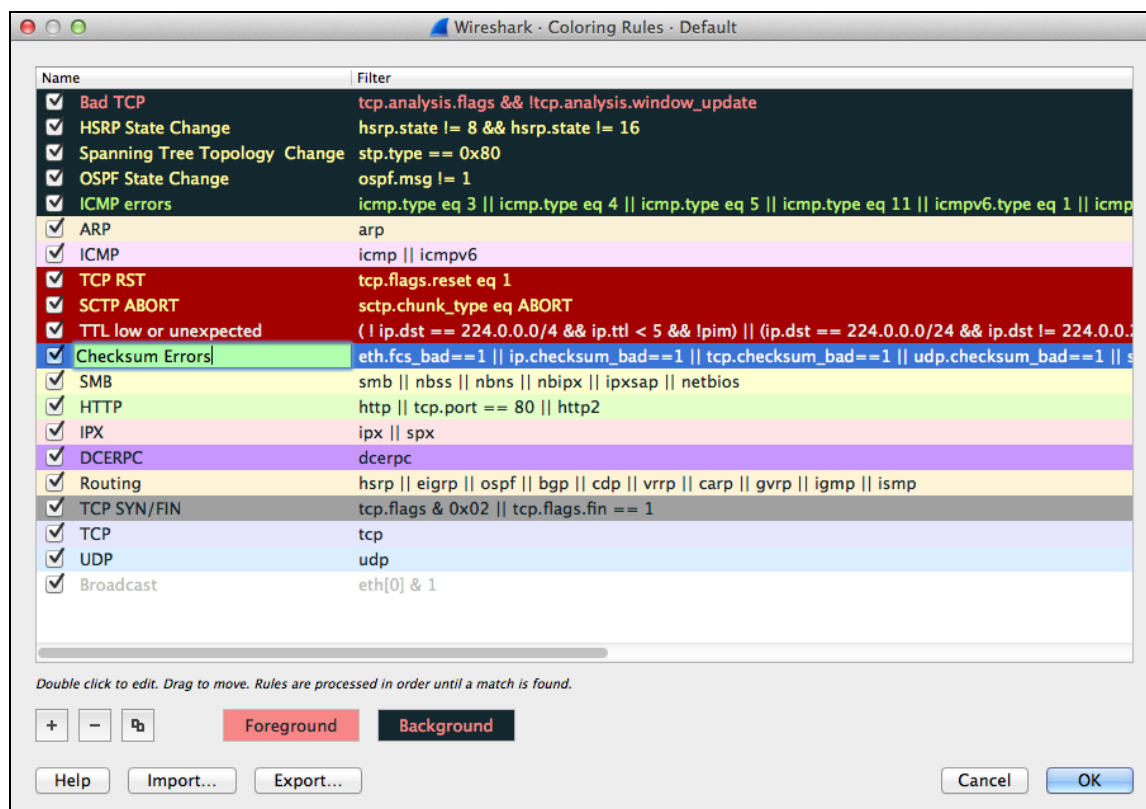 Wireshark · Coloring Rules · Default
Name Filter
Bad TCP tcp.analysis.flags && !tcp.analysis.window_update
HSRP State Change hsrp.state != 8 && hsrp.state != 16
Spanning Tree Topology  Change stp.type == 0x80
OSPF State Change ospf.msg != 1
ICMP errors icmp.type eq 3 || icmp.type eq 4 || icmp.type eq 5 || icmp.type eq 11 || icmpv6.type eq 1 || icmp
ARP arp
ICMP icmp || icmpv6
TCP RST tcp.flags.reset eq 1
SCTP ABORT sctp.chunk_type eq ABORT
TTL low or unexpected ( ! ip.dst == 224.0.0.0/4 && ip.ttl < 5 && !pim) || (ip.dst == 224.0.0.0/24 && ip.dst != 224.0.0.2
Checksum Errors eth.fcs_bad==1 || ip.checksum_bad==1 || tcp.checksum_bad==1 || udp.checksum_bad==1 || s
SMB smb || nbss || nbns || nbipx || ipxsap || netbios
HTTP http || tcp.port == 80 || http2
IPX ipx || spx
DCERPC dcerpc
Routing hsrp || eigrp || ospf || bgp || cdp || vrrp || carp || gvrp || igmp || ismp
TCP SYN/FIN tcp.flags & 0x02 || tcp.flags.fin == 1
TCP tcp
UDP udp
Broadcast eth[0] & 1
Double click to edit. Drag to move. Rules are processed in order until a match is found.
+ − Foreground Background
Help Import... Export... Cancel OK